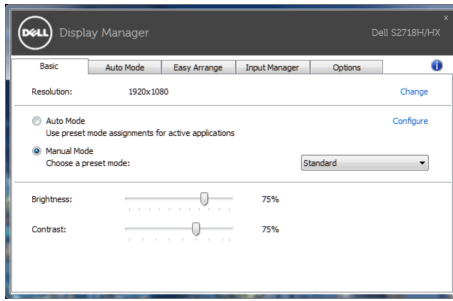 DELL Display Manager
Dell S2718H/HX
x
Basic Auto Mode Easy Arrange Input Manager Options i
Resolution: 1920x1080 Change
Auto Mode Configure
Use preset mode assignments for active applications
Manual Mode
Choose a preset mode: Standard
Brightness: 75%
Contrast: 75%